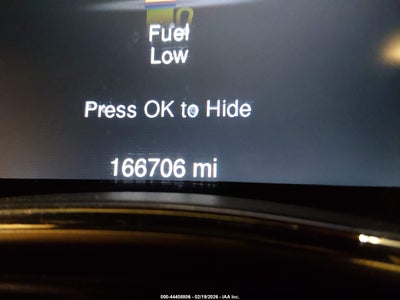 Fuel
Low
Press OK to Hide
166706 mi
000-44408806 - 02/19/2026 - IAA Inc.